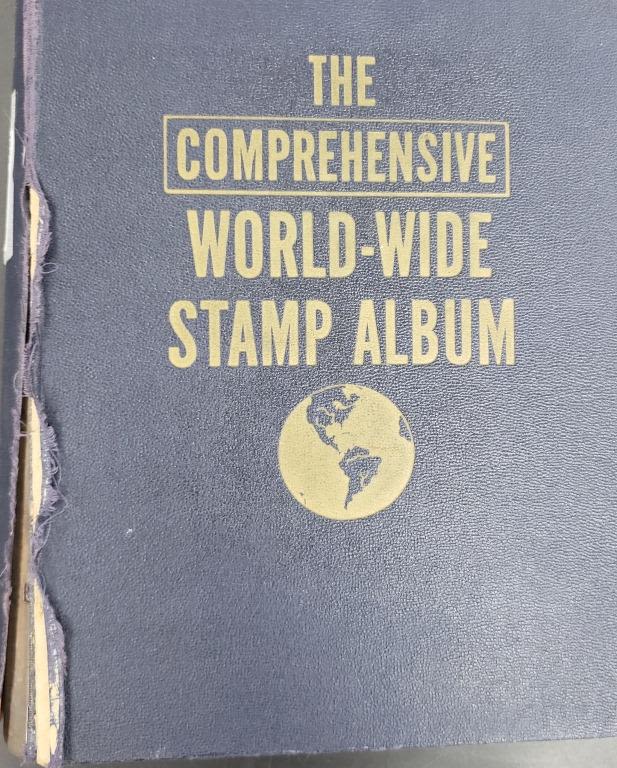 THE
COMPREHENSIVE
WORLD-WIDE
STAMP ALBUM